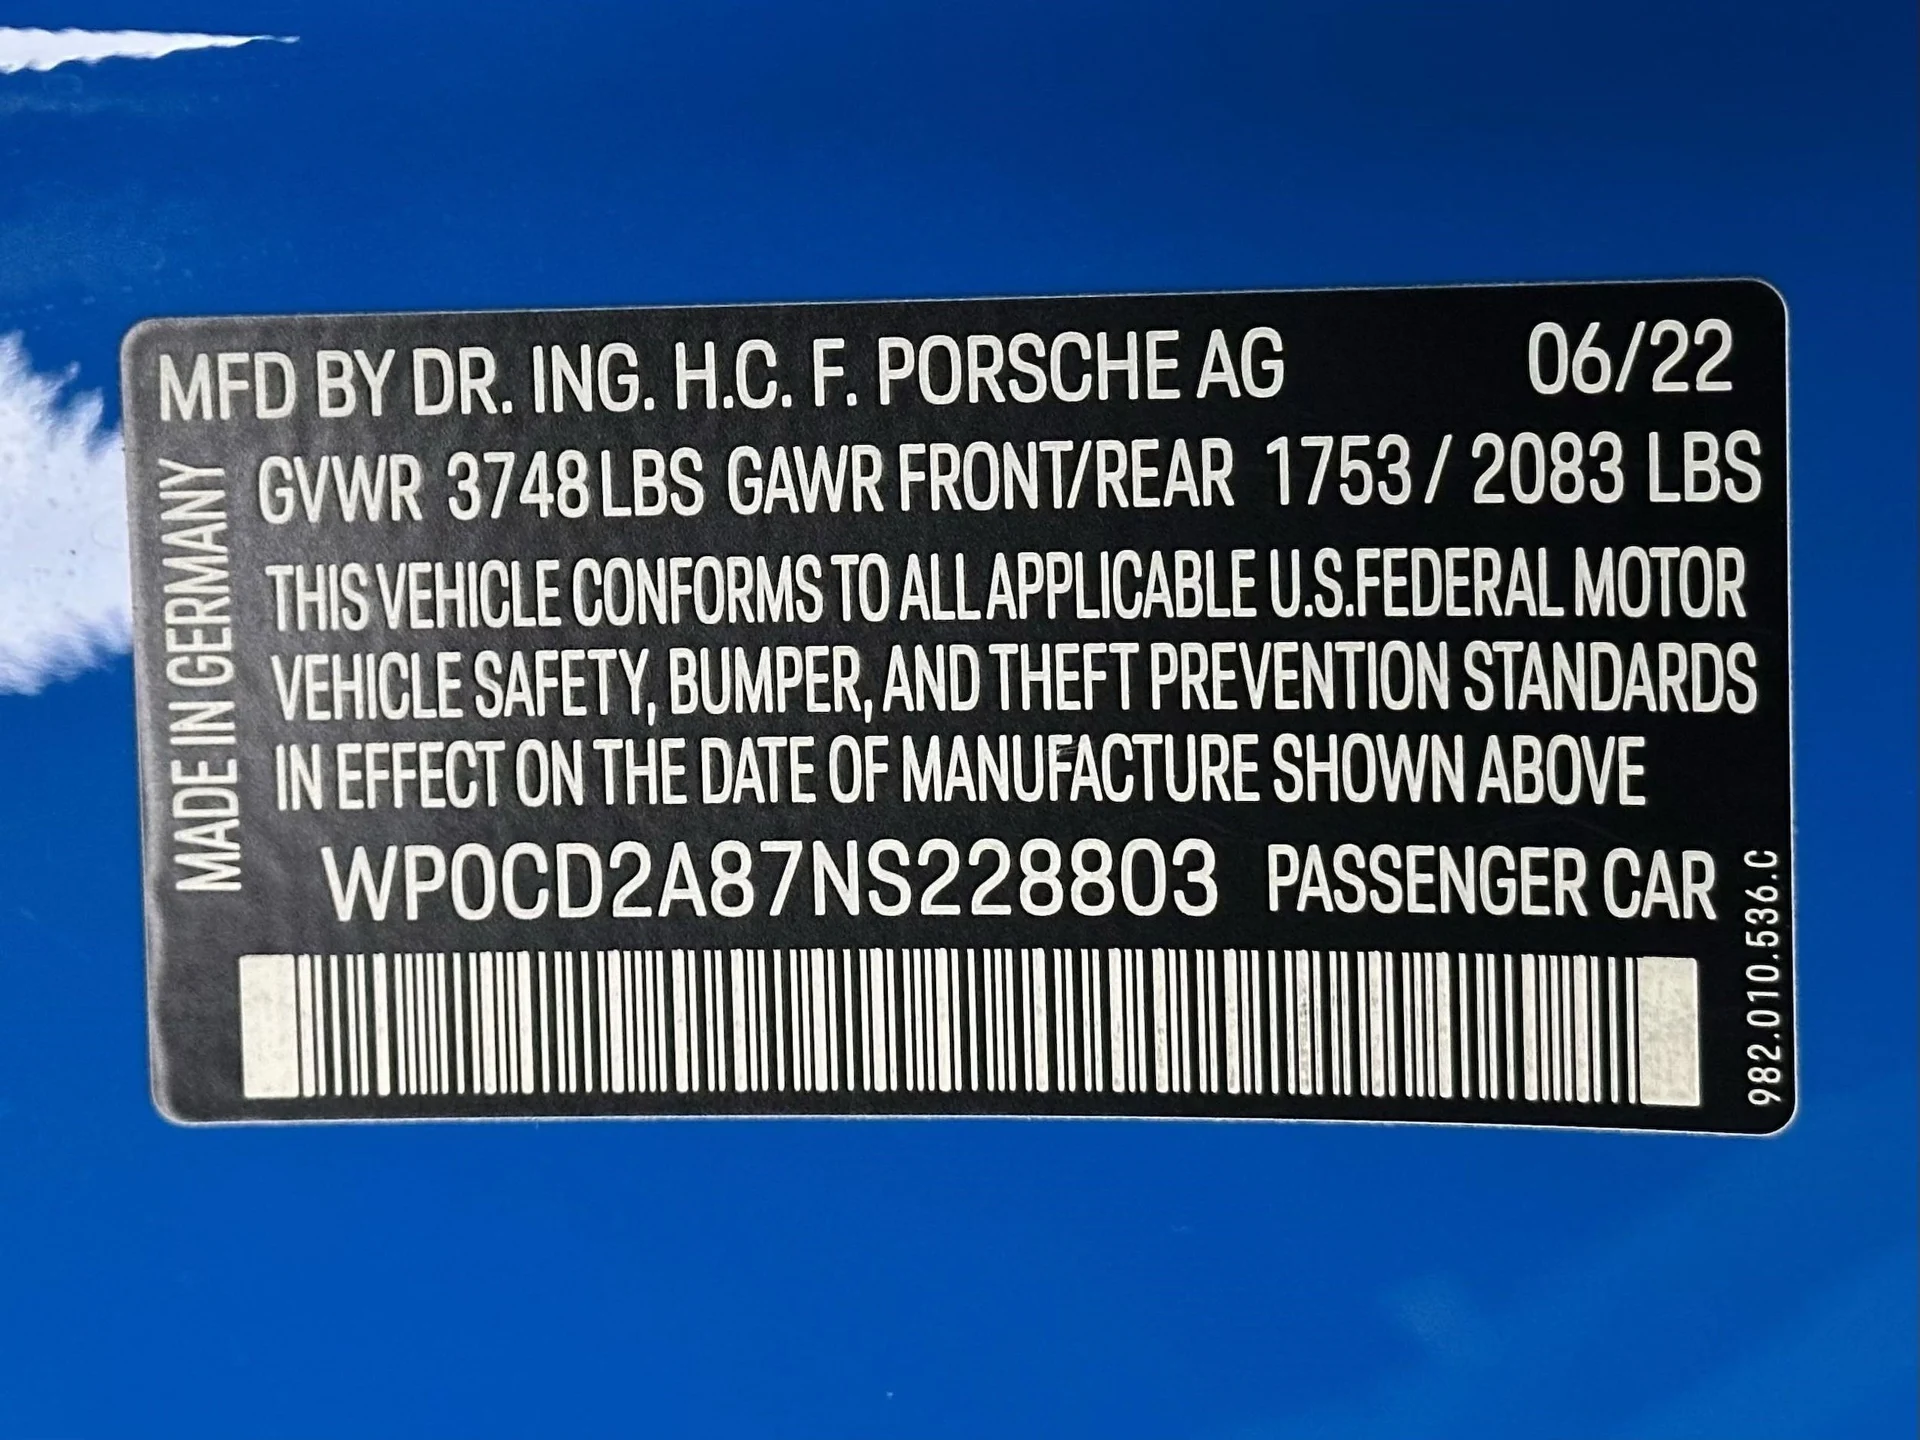 MFD BY DR. ING. H.C. F. PORSCHE AG 06/22
GVWR 3748 LBS GAWR FRONT/REAR 1753 / 2083 LBS
THIS VEHICLE CONFORMS TO ALL APPLICABLE U.S.FEDERAL MOTOR
VEHICLE SAFETY, BUMPER, AND THEFT PREVENTION STANDARDS
IN EFFECT ON THE DATE OF MANUFACTURE SHOWN ABOVE
WP0CD2A87NS228803 PASSENGER CAR
MADE IN GERMANY
982.010.536.C